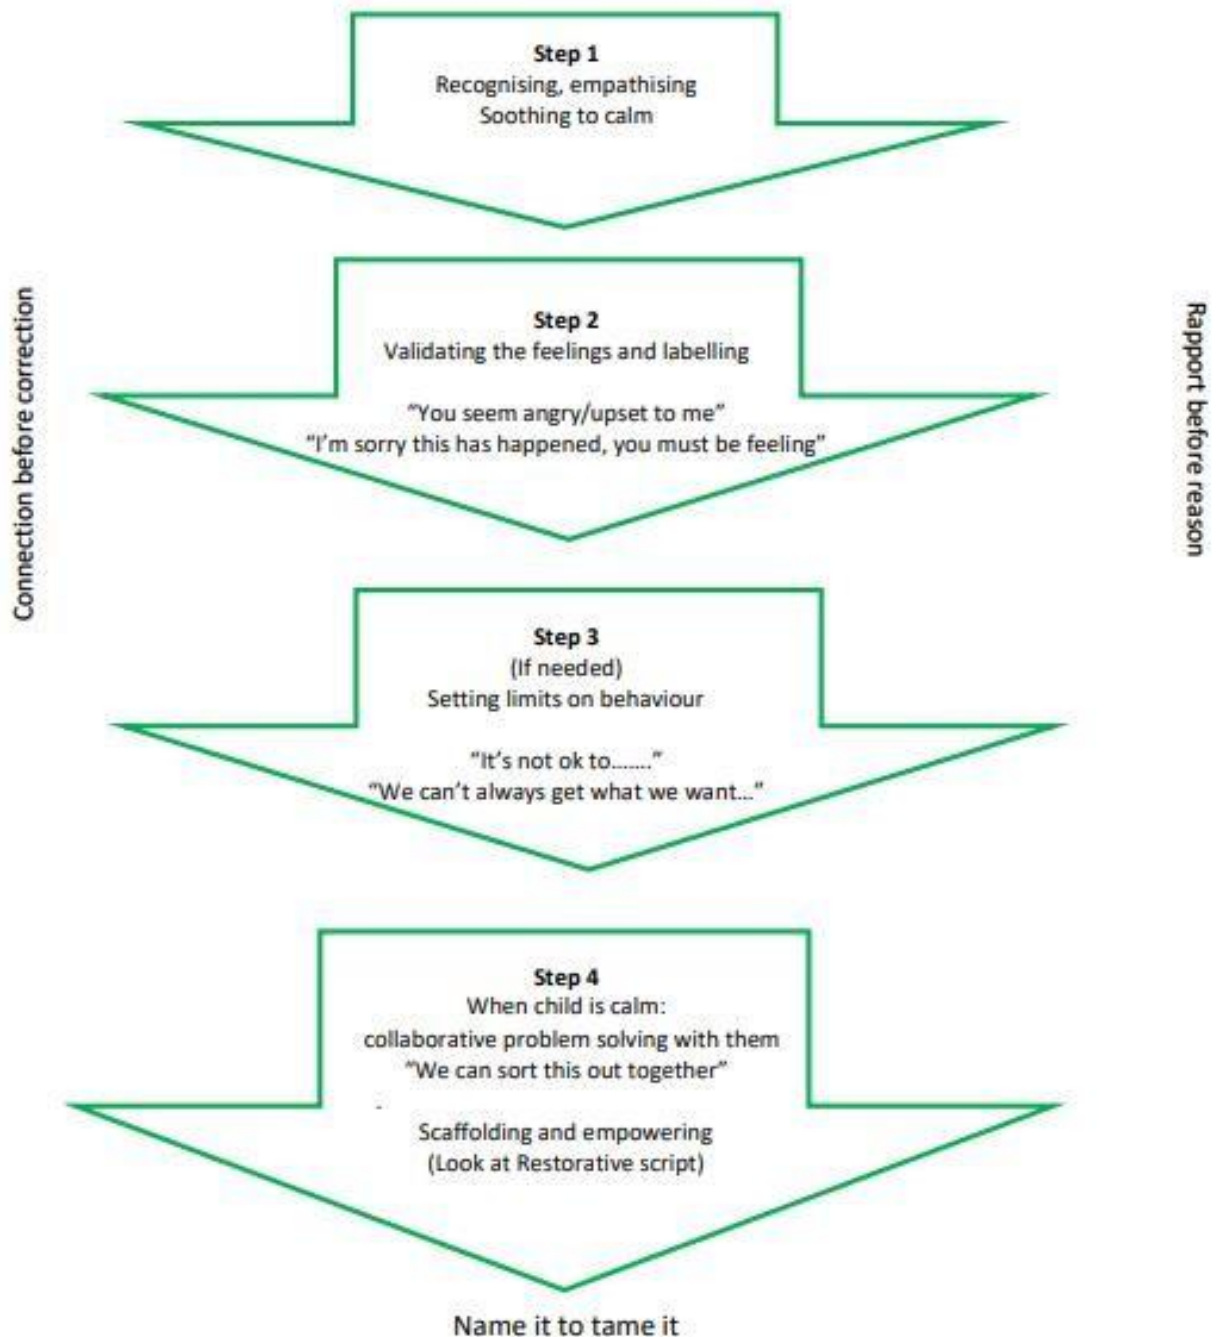 Step 1
Recognising, empathising
Soothing to calm
Connection before correction
Rapport before reason
Step 2
Validating the feelings and labelling
“You seem angry/upset to me”
“I’m sorry this has happened, you must be feeling”
Step 3
(If needed)
Setting limits on behaviour
“It’s not ok to.......”
“We can’t always get what we want…”
Step 4
When child is calm:
collaborative problem solving with them
“We can sort this out together”
Scaffolding and empowering
(Look at Restorative script)
Name it to tame it